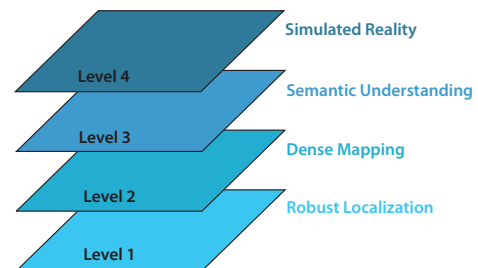 Simulated Reality
Level 4
Semantic Understanding
Level 3
Dense Mapping
Level 2
Robust Localization
Level 1